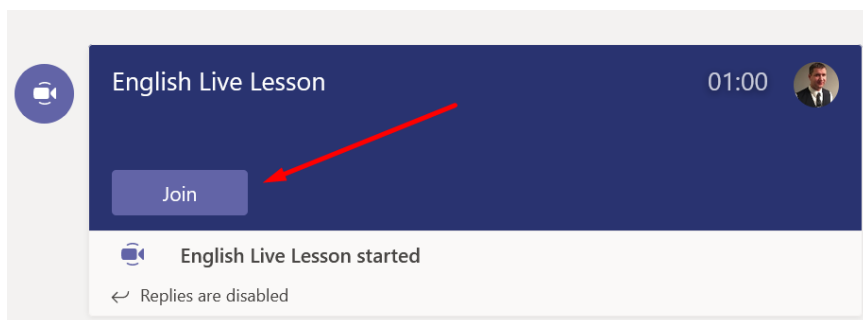 English Live Lesson 01:00
Join
English Live Lesson started
Replies are disabled